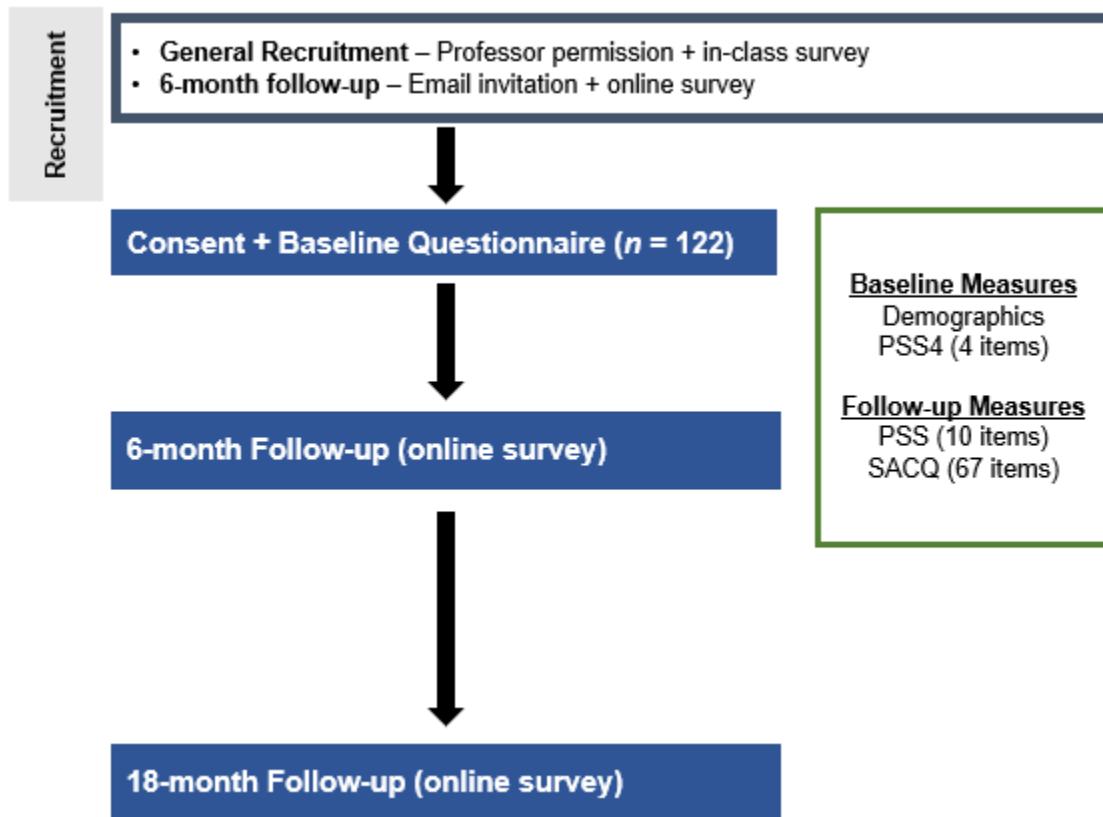 Recruitment
• General Recruitment – Professor permission + in-class survey
• 6-month follow-up – Email invitation + online survey
Consent + Baseline Questionnaire (n = 122)
Baseline Measures
Demographics
PSS4 (4 items)
Follow-up Measures
PSS (10 items)
SACQ (67 items)
6-month Follow-up (online survey)
18-month Follow-up (online survey)